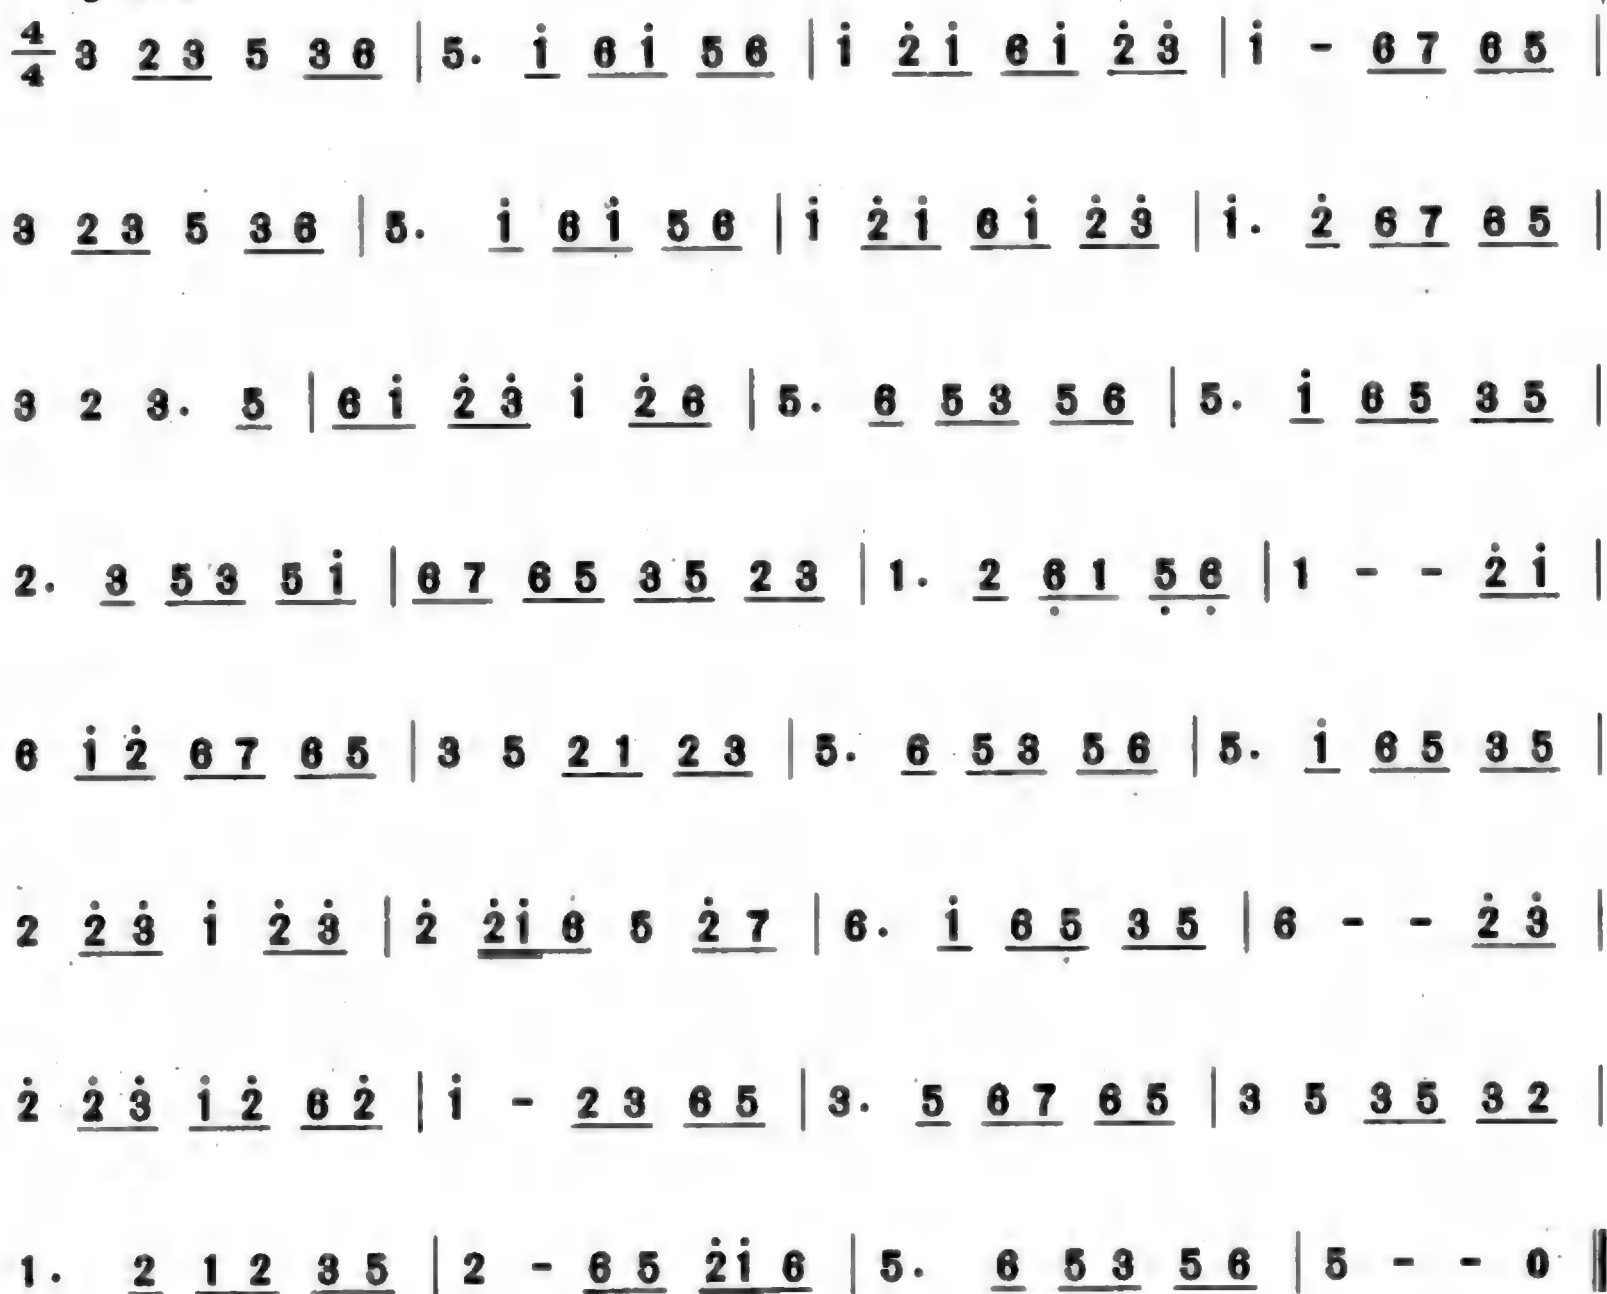 4/4 3 2 3 5 3 6 | 5. i̇ 6 i̇ 5 6 | i̇ 2̇ i̇ 6 i̇ 2̇ 3̇ | i̇ - 6 7 6 5 |
3 2 3 5 3 6 | 5. i̇ 6 i̇ 5 6 | i̇ 2̇ i̇ 6 i̇ 2̇ 3̇ | i̇. 2̇ 6 7 6 5 |
3 2 3. 5 | 6 i̇ 2̇ 3̇ i̇ 2̇ 6 | 5. 6 5 3 5 6 | 5. i̇ 6 5 3 5 |
2. 3 5 3 5 i̇ | 6 7 6 5 3 5 2 3 | 1. 2 6̣ 1 5̣ 6̣ | 1 - - 2̇ i̇ |
6 i̇ 2̇ 6 7 6 5 | 3 5 2 1 2 3 | 5. 6 5 3 5 6 | 5. i̇ 6 5 3 5 |
2 2̇ 3̇ i̇ 2̇ 3̇ | 2̇ 2̇ i̇ 6 5 2̇ 7 | 6. i̇ 6 5 3 5 | 6 - - 2̇ 3̇ |
2̇ 2̇ 3̇ i̇ 2̇ 6 2̇ | i̇ - 2 3 6 5 | 3. 5 6 7 6 5 | 3 5 3 5 3 2 |
1. 2 1 2 3 5 | 2 - 6 5 2̇ i̇ 6 | 5. 6 5 3 5 6 | 5 - - 0 ‖